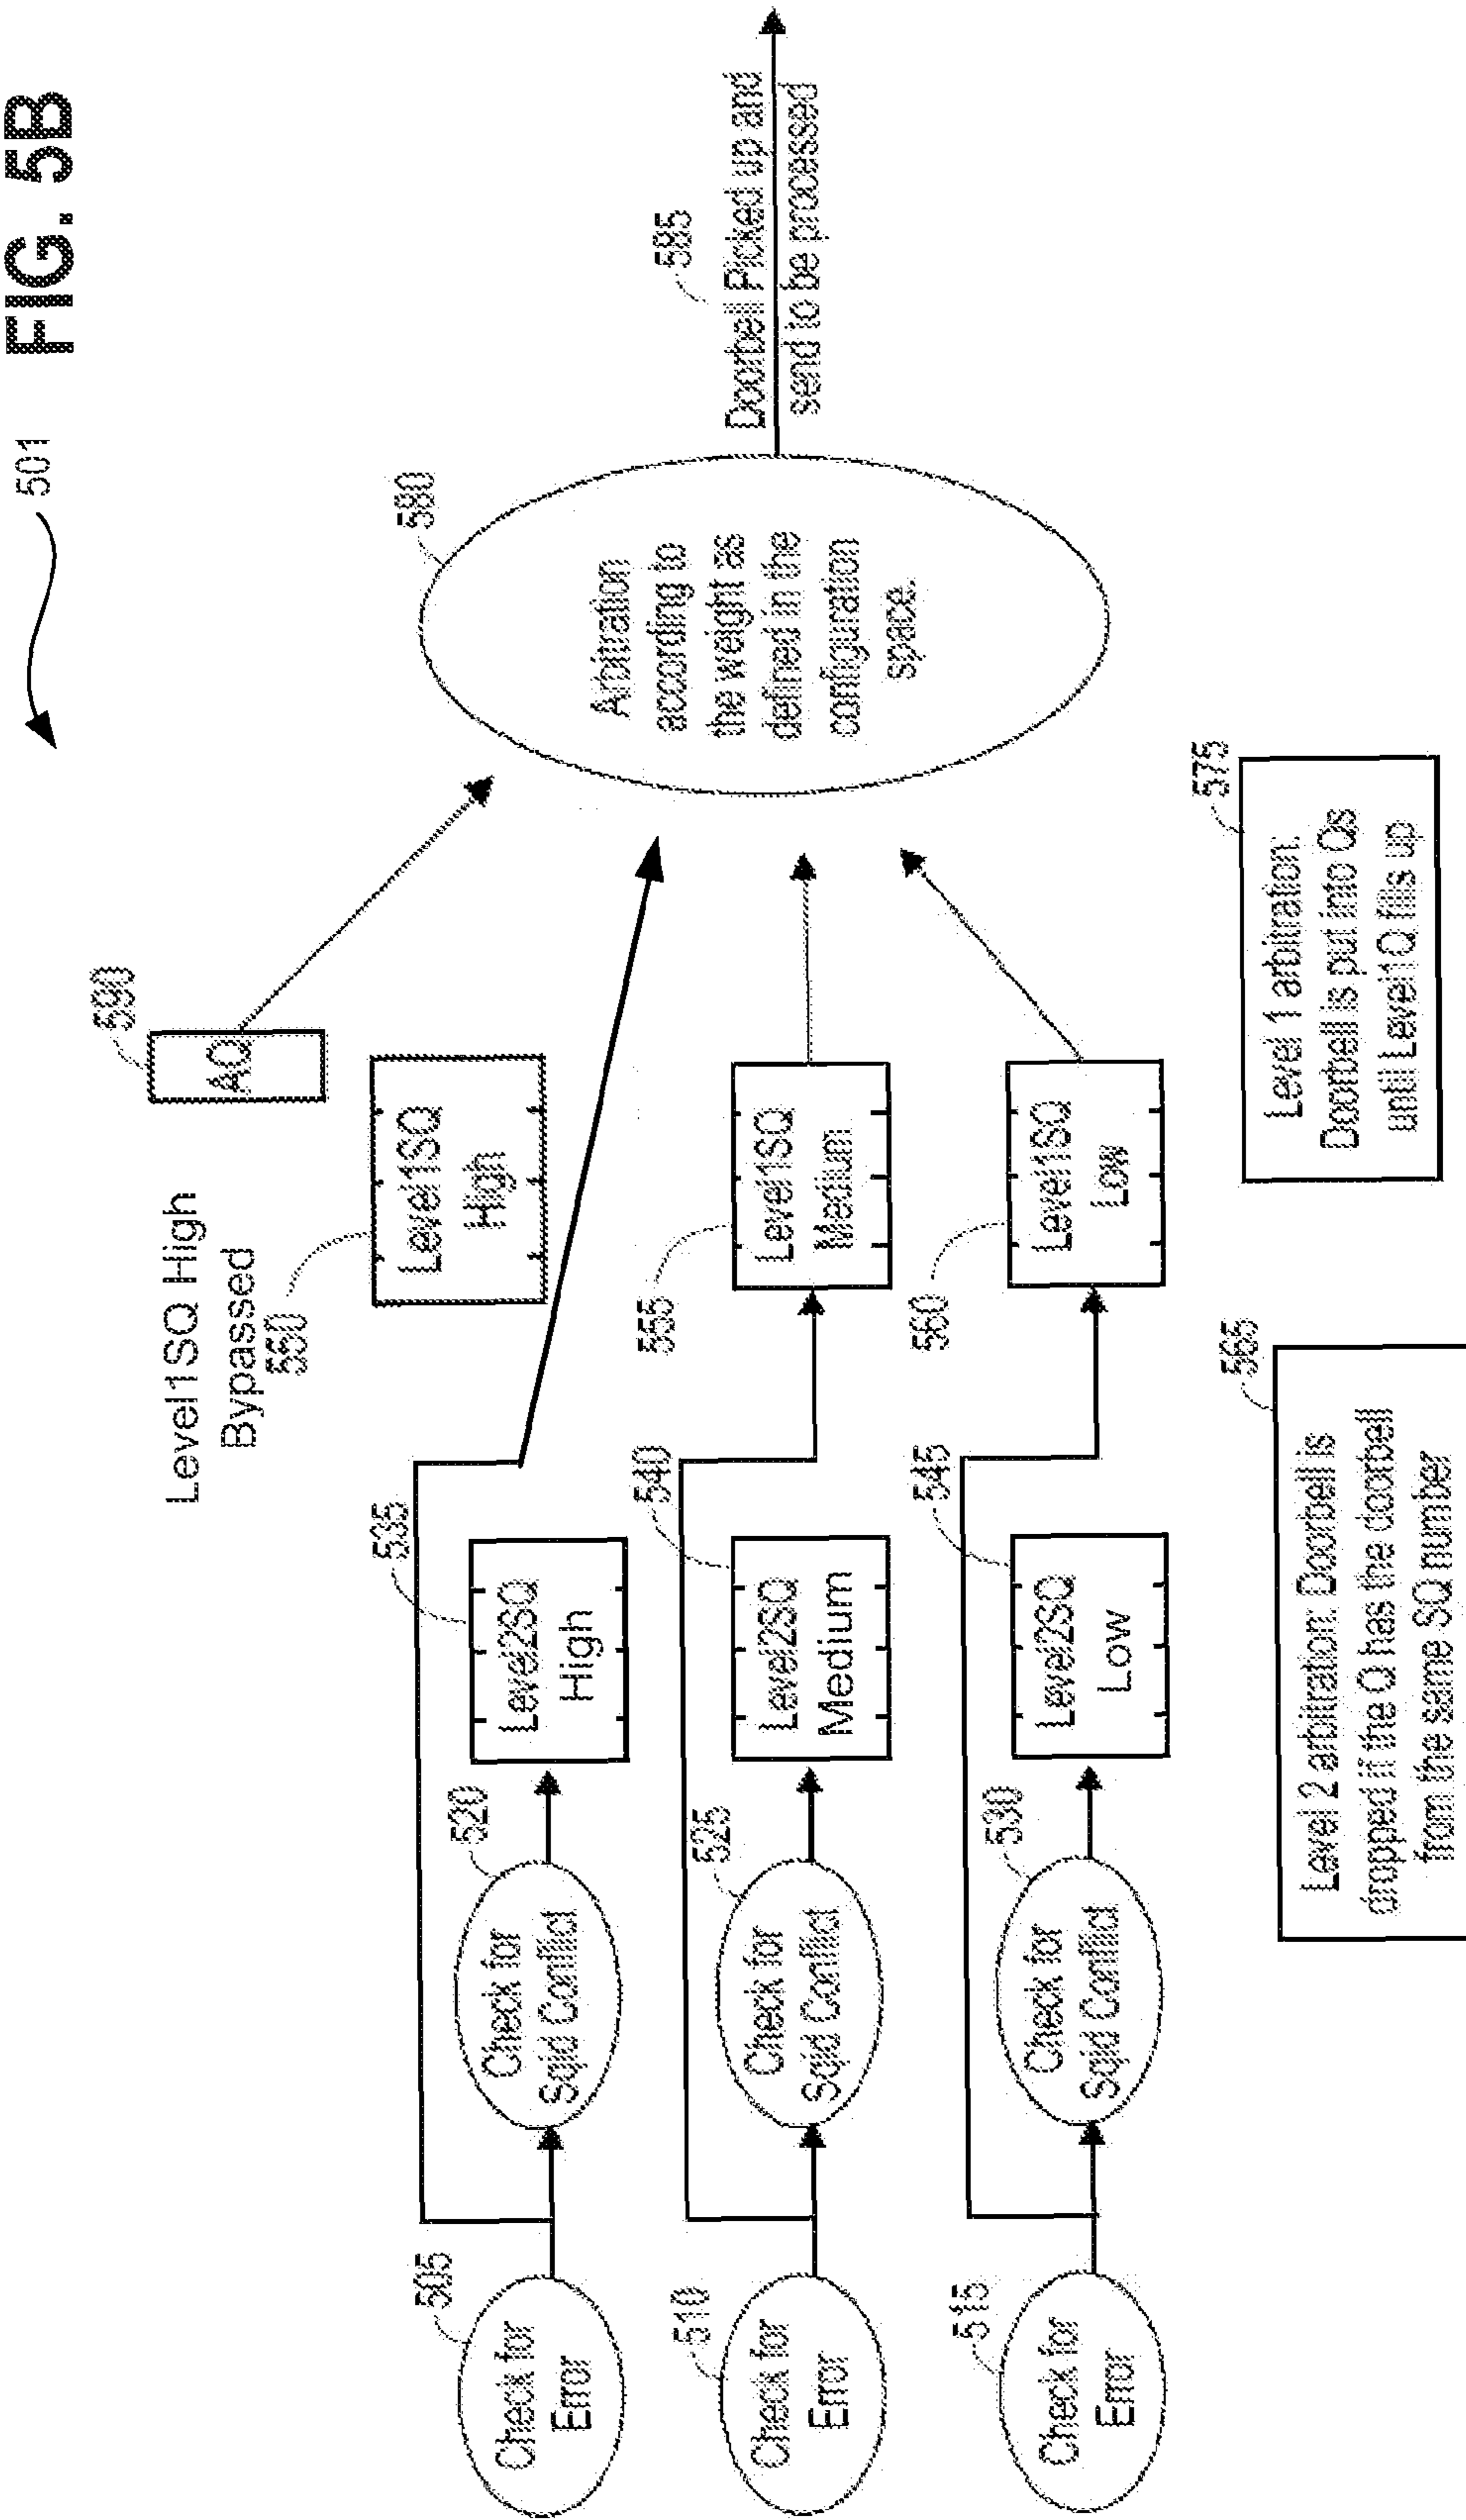 FIG. 5B
501
590
AQ
Level1SQ High
Bypassed
550
Level1SQ
High
505
Check for
Error
520
Check for
Sqid Conflict
535
Level2SQ
High
580
Arbitration
according to
the weight as
defined in the
configuration
space.
585
Doorbell Picked up and
send to be processed
510
Check for
Error
525
Check for
Sqid Conflict
540
Level2SQ
Medium
555
Level1SQ
Medium
515
Check for
Error
530
Check for
Sqid Conflict
545
Level2SQ
Low
560
Level1SQ
Low
565
Level 2 arbitration: Doorbell is
dropped if the Q has the doorbell
from the same SQ number
575
Level 1 arbitration:
Doorbell is put into Qs
until Level1Q fills up